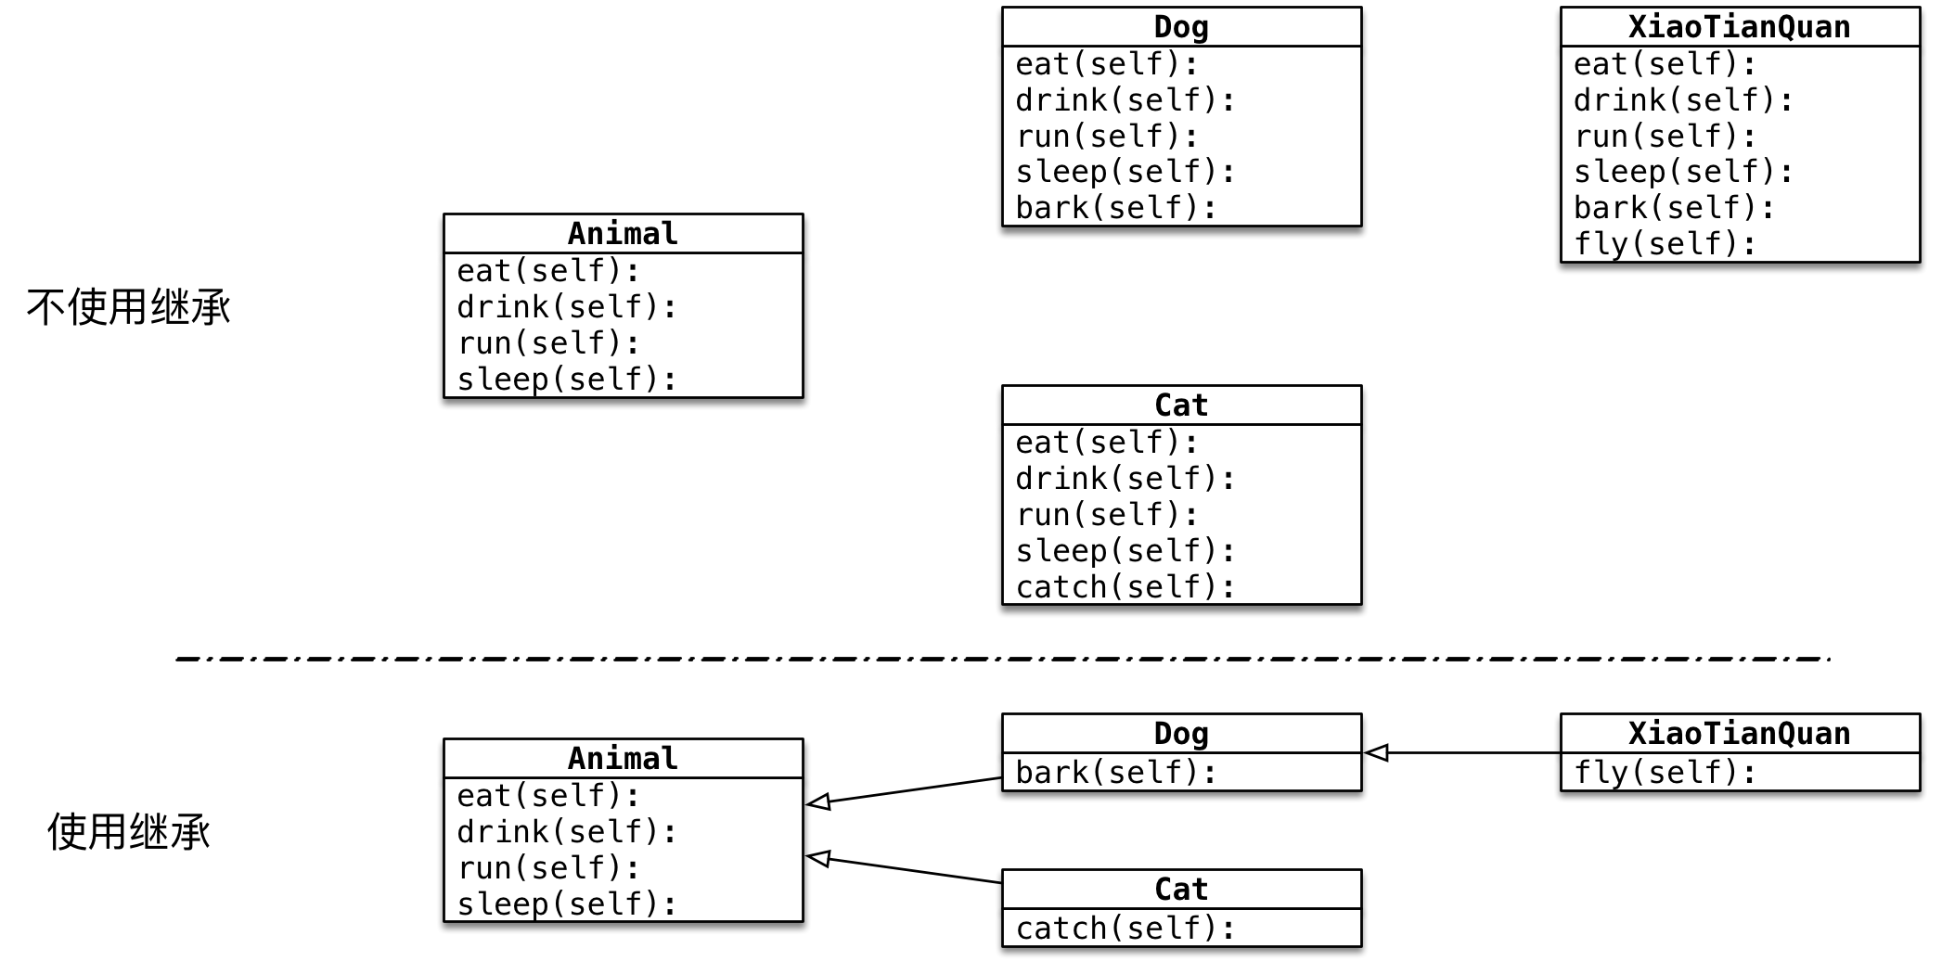 不使用继承
Animal
eat(self):
drink(self):
run(self):
sleep(self):
Dog
eat(self):
drink(self):
run(self):
sleep(self):
bark(self):
XiaoTianQuan
eat(self):
drink(self):
run(self):
sleep(self):
bark(self):
fly(self):
Cat
eat(self):
drink(self):
run(self):
sleep(self):
catch(self):
使用继承
Animal
eat(self):
drink(self):
run(self):
sleep(self):
Dog
bark(self):
XiaoTianQuan
fly(self):
Cat
catch(self):